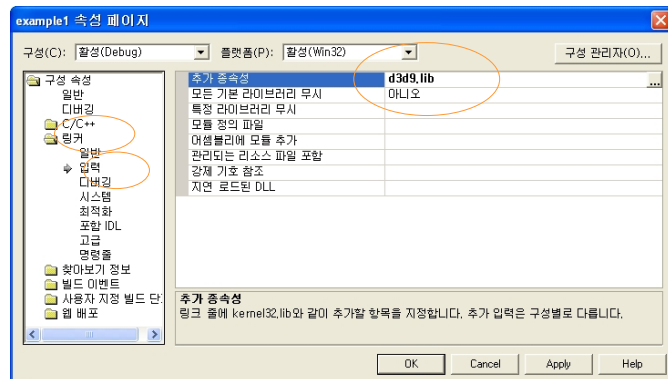 example1 속성 페이지
구성(C): 활성(Debug) 플랫폼(P): 활성(Win32) 구성 관리자(O)...
구성 속성
일반
디버깅
C/C++
링커
일반
입력
디버깅
시스템
최적화
포함 IDL
고급
명령줄
찾아보기 정보
빌드 이벤트
사용자 지정 빌드 단
웹 배포
추가 종속성 d3d9.lib ...
모든 기본 라이브러리 무시 아니오
특정 라이브러리 무시
모듈 정의 파일
어셈블리에 모듈 추가
관리되는 리소스 파일 포함
강제 기호 참조
지연 로드된 DLL
추가 종속성
링크 줄에 kernel32.lib와 같이 추가할 항목을 지정합니다. 추가 입력은 구성별로 다릅니다.
OK Cancel Apply Help